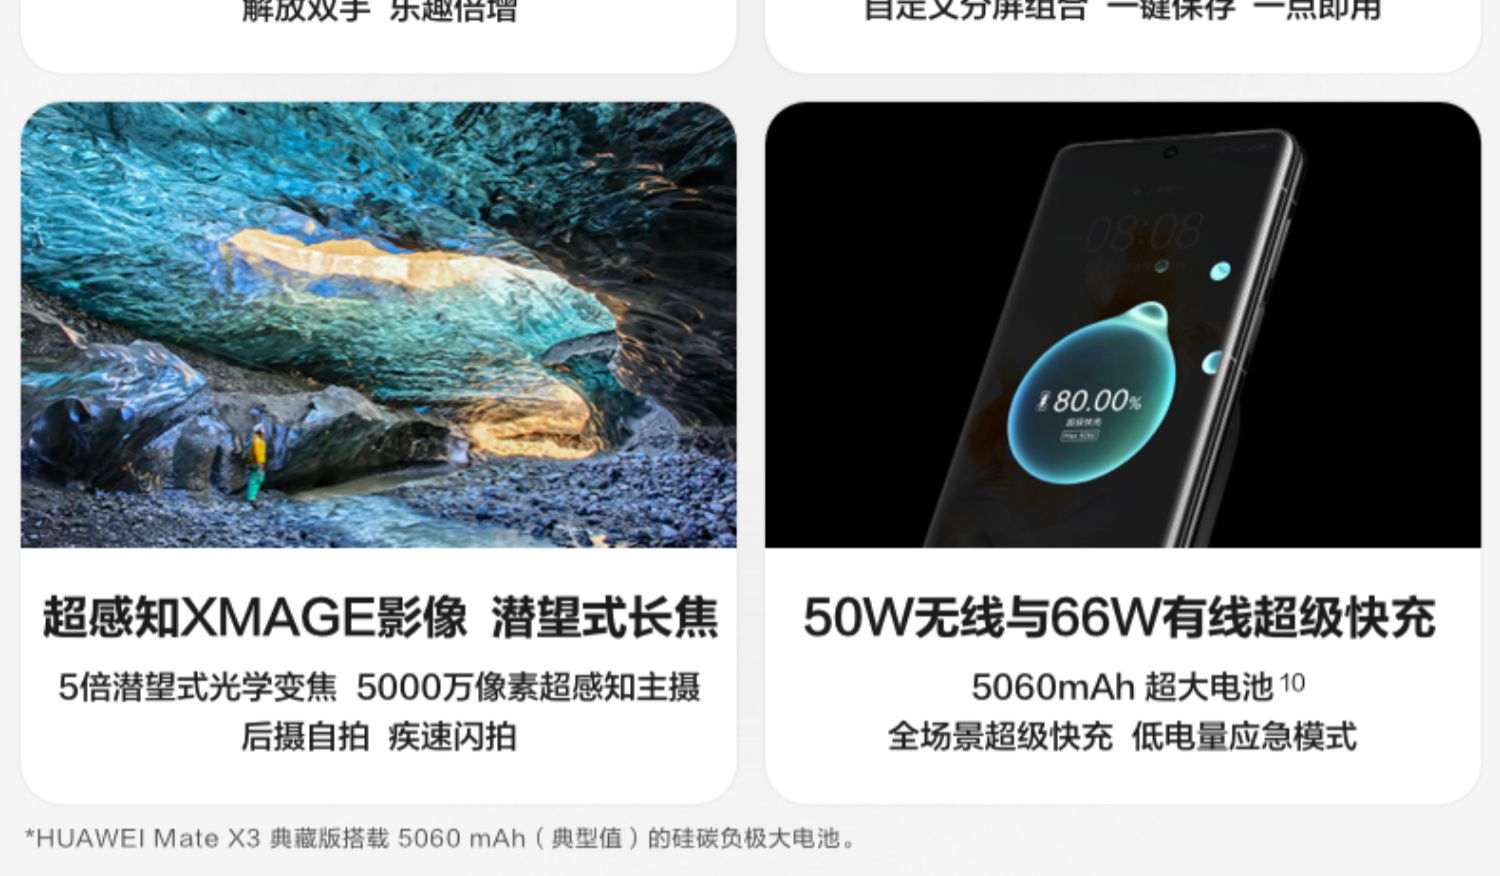 解放双手 乐趣倍增
自定义分屏组合 一键保存 一点即用
08:08
80.00%
超级快充
超感知XMAGE影像 潜望式长焦
5倍潜望式光学变焦 5000万像素超感知主摄
后摄自拍 疾速闪拍
50W无线与66W有线超级快充
5060mAh 超大电池10
全场景超级快充 低电量应急模式
*HUAWEI Mate X3 典藏版搭载 5060 mAh（典型值）的硅碳负极大电池。